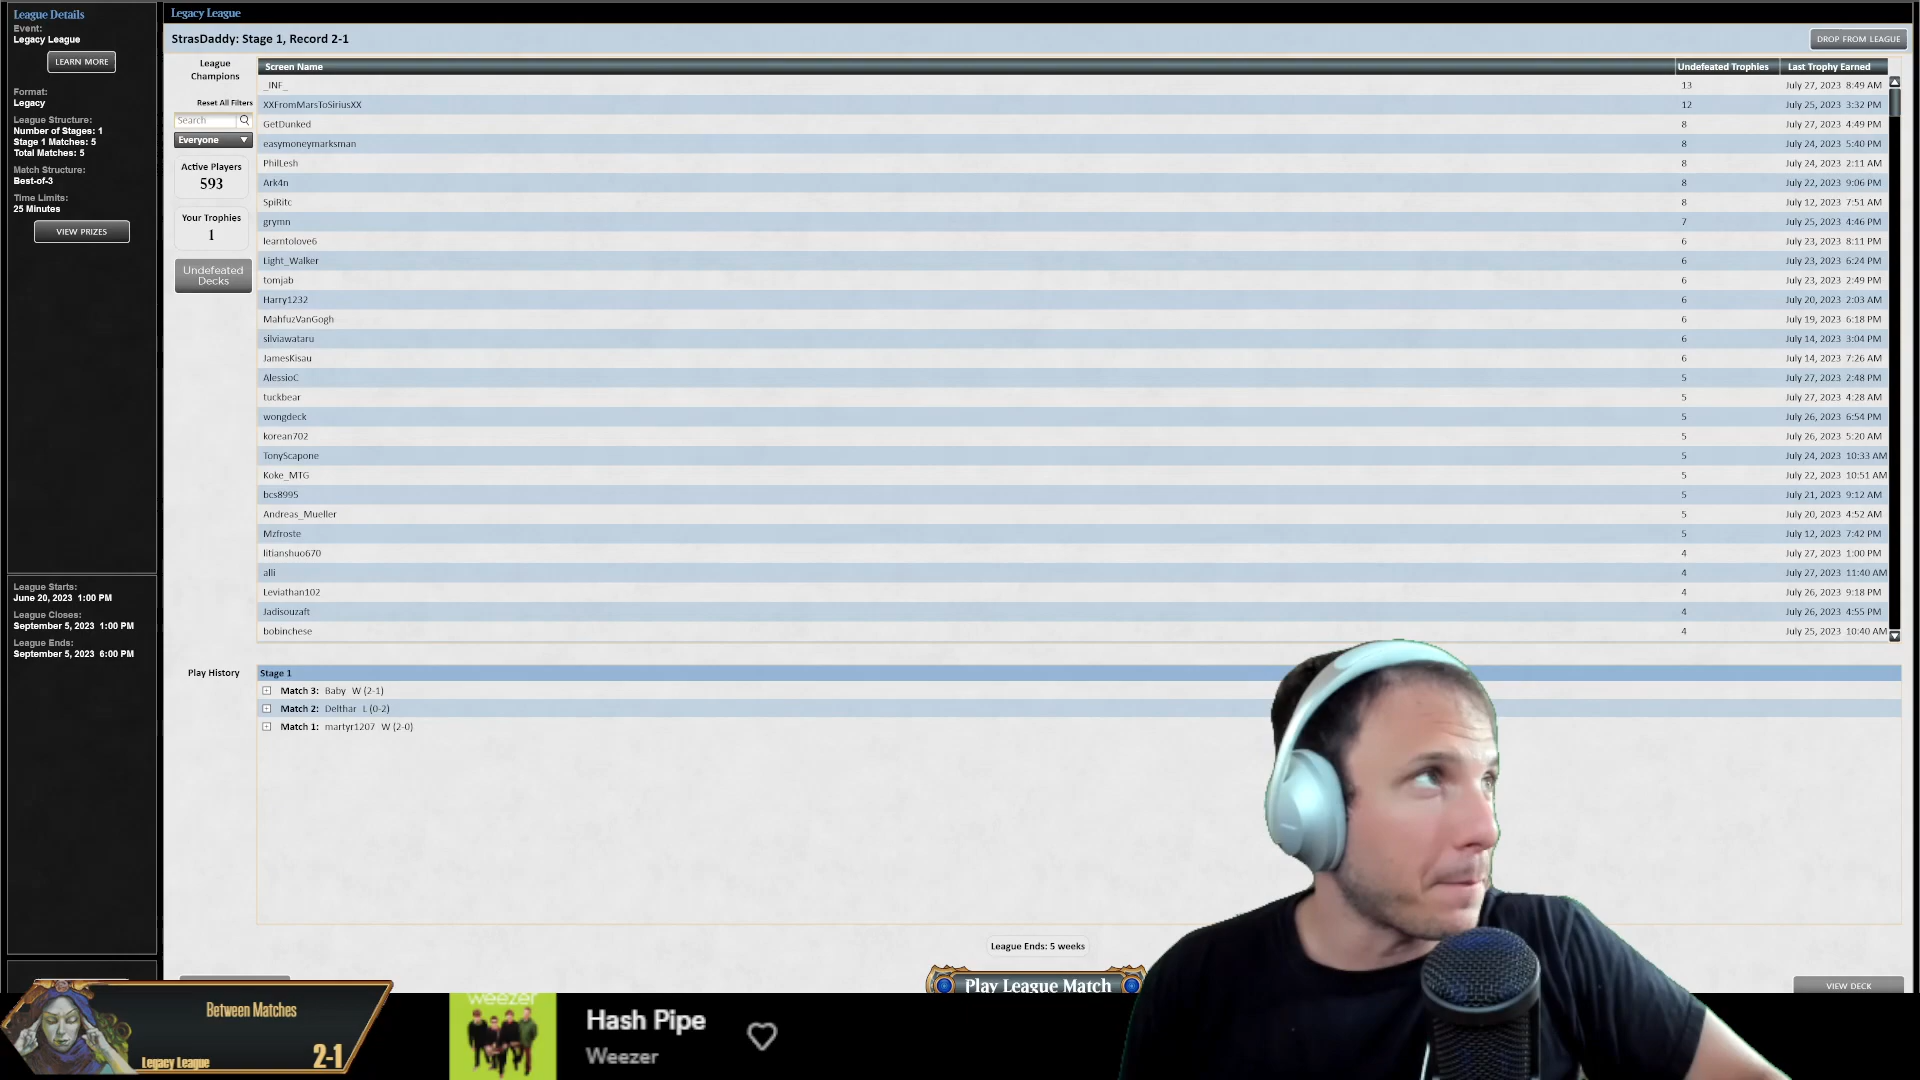 League Details
Event:
Legacy League
LEARN MORE
Format:
Legacy
League Structure:
Number of Stages: 1
Stage 1 Matches: 5
Total Matches: 5
Match Structure:
Best-of-3
Time Limits:
25 Minutes
VIEW PRIZES
League Starts:
June 20, 2023 1:00 PM
League Closes:
September 5, 2023 1:00 PM
League Ends:
September 5, 2023 6:00 PM
Legacy League
StrasDaddy: Stage 1, Record 2-1
DROP FROM LEAGUE
League
Champions
Reset All Filters
Search
Everyone
Active Players
593
Your Trophies
1
Undefeated
Decks
Screen Name Undefeated Trophies Last Trophy Earned
_INF_ 13 July 27, 2023 8:49 AM
XXFromMarsToSiriusXX 12 July 25, 2023 3:32 PM
GetDunked 8 July 27, 2023 4:49 PM
easymoneymarksman 8 July 24, 2023 5:40 PM
PhilLesh 8 July 24, 2023 2:11 AM
Ark4n 8 July 22, 2023 9:06 PM
SpiRitc 8 July 12, 2023 7:51 AM
grymn 7 July 25, 2023 4:46 PM
learntolove6 6 July 23, 2023 8:11 PM
Light_Walker 6 July 23, 2023 6:24 PM
tomjab 6 July 23, 2023 2:49 PM
Harry1232 6 July 20, 2023 2:03 AM
MahfuzVanGogh 6 July 19, 2023 6:18 PM
silviawataru 6 July 14, 2023 3:04 PM
JamesKisau 6 July 14, 2023 7:26 AM
AlessioC 5 July 27, 2023 2:48 PM
tuckbear 5 July 27, 2023 4:28 AM
wongdeck 5 July 26, 2023 6:54 PM
korean702 5 July 26, 2023 5:20 AM
TonyScapone 5 July 24, 2023 10:33 AM
Koke_MTG 5 July 22, 2023 10:51 AM
bcs8995 5 July 21, 2023 9:12 AM
Andreas_Mueller 5 July 20, 2023 4:52 AM
Mzfroste 5 July 12, 2023 7:42 PM
litianshuo670 4 July 27, 2023 1:00 PM
alli 4 July 27, 2023 11:40 AM
Leviathan102 4 July 26, 2023 9:18 PM
Jadisouzaft 4 July 26, 2023 4:55 PM
bobinchese 4 July 25, 2023 10:40 AM
Play History
Stage 1
Match 3: Baby W (2-1)
Match 2: Delthar L (0-2)
Match 1: martyr1207 W (2-0)
League Ends: 5 weeks
Play League Match
VIEW DECK
Between Matches
Legacy League
2-1
weezer
Hash Pipe
Weezer